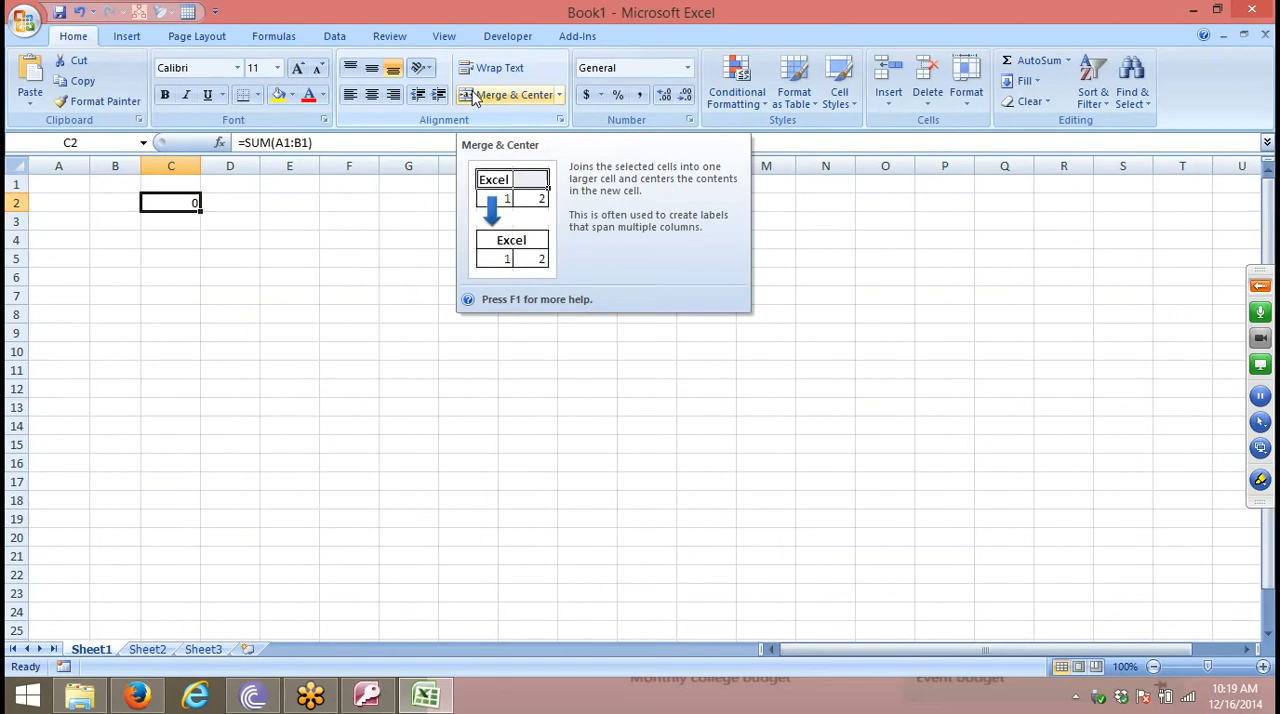 Book1 - Microsoft Excel
Home Insert Page Layout Formulas Data Review View Developer Add-Ins
Paste
Cut
Copy
Format Painter
Clipboard
Calibri 11
B I U A
Font
Wrap Text
Merge & Center
Alignment
General
$ % ,
Number
Conditional Formatting
Format as Table
Cell Styles
Styles
Insert Delete Format
Cells
Σ AutoSum
Fill
Clear
Sort & Filter
Find & Select
Editing
C2 fx =SUM(A1:B1)
A B C D E F G M N O P Q R S T U
1
2 0
3
4
5
6
7
8
9
10
11
12
13
14
15
16
17
18
19
20
21
22
23
24
25
Merge & Center
Excel
1 2
Excel
1 2
Joins the selected cells into one
larger cell and centers the contents
in the new cell.
This is often used to create labels
that span multiple columns.
Press F1 for more help.
Sheet1 Sheet2 Sheet3
Ready 100%
Monthly college budget Event budget
10:19 AM
12/16/2014